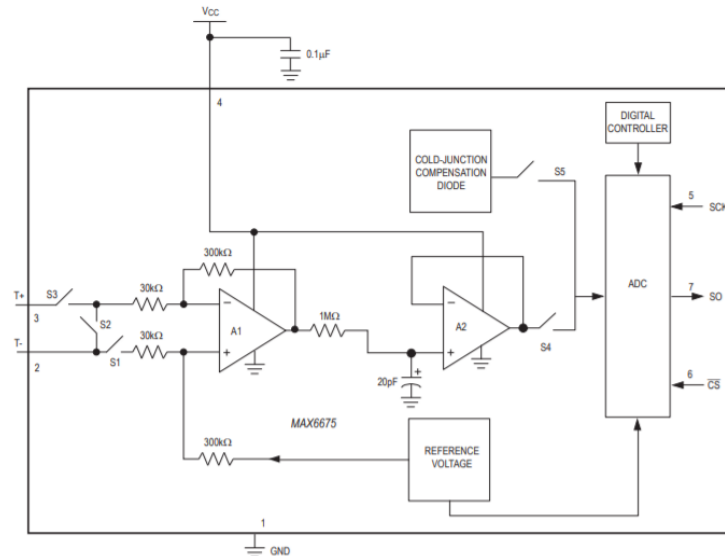 VCC
0.1µF
4
DIGITAL
CONTROLLER
COLD-JUNCTION
COMPENSATION
DIODE
S5
5
SCK
300kΩ
T+
S3
30kΩ
3
S2
A1
1MΩ
A2
ADC
7
SO
30kΩ
T-
S1
S4
2
20pF
6
CS
MAX6675
300kΩ
REFERENCE
VOLTAGE
1
GND